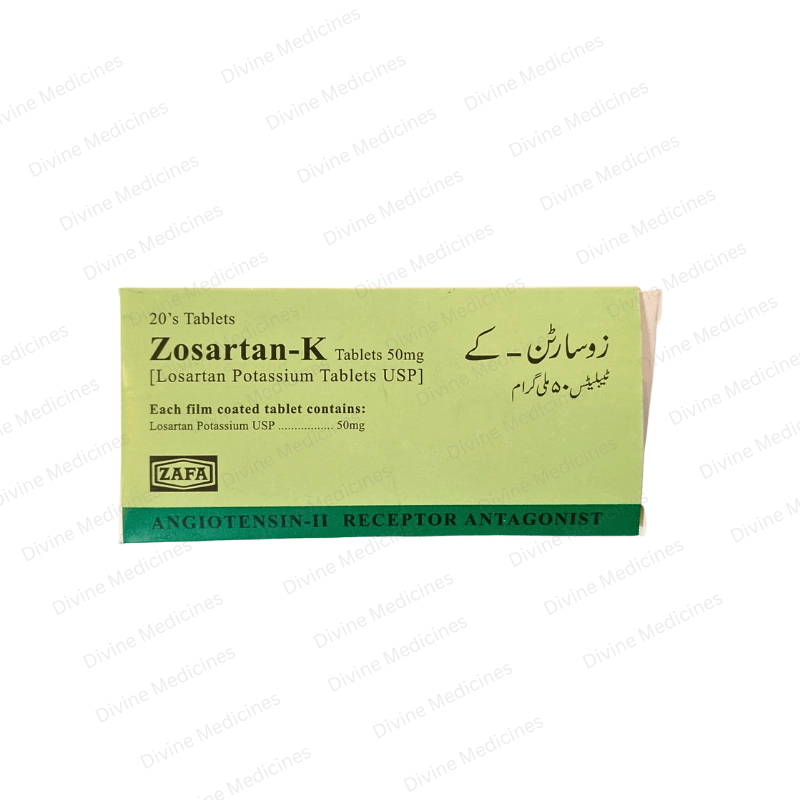 20's Tablets
Zosartan-K Tablets 50mg
[Losartan Potassium Tablets USP]
Each film coated tablet contains:
Losartan Potassium USP ................. 50mg
زوسارٹن - کے
ٹیبلیٹس ۵۰ ملی گرام
ZAFA
ANGIOTENSIN-II RECEPTOR ANTAGONIST
Divine Medicines